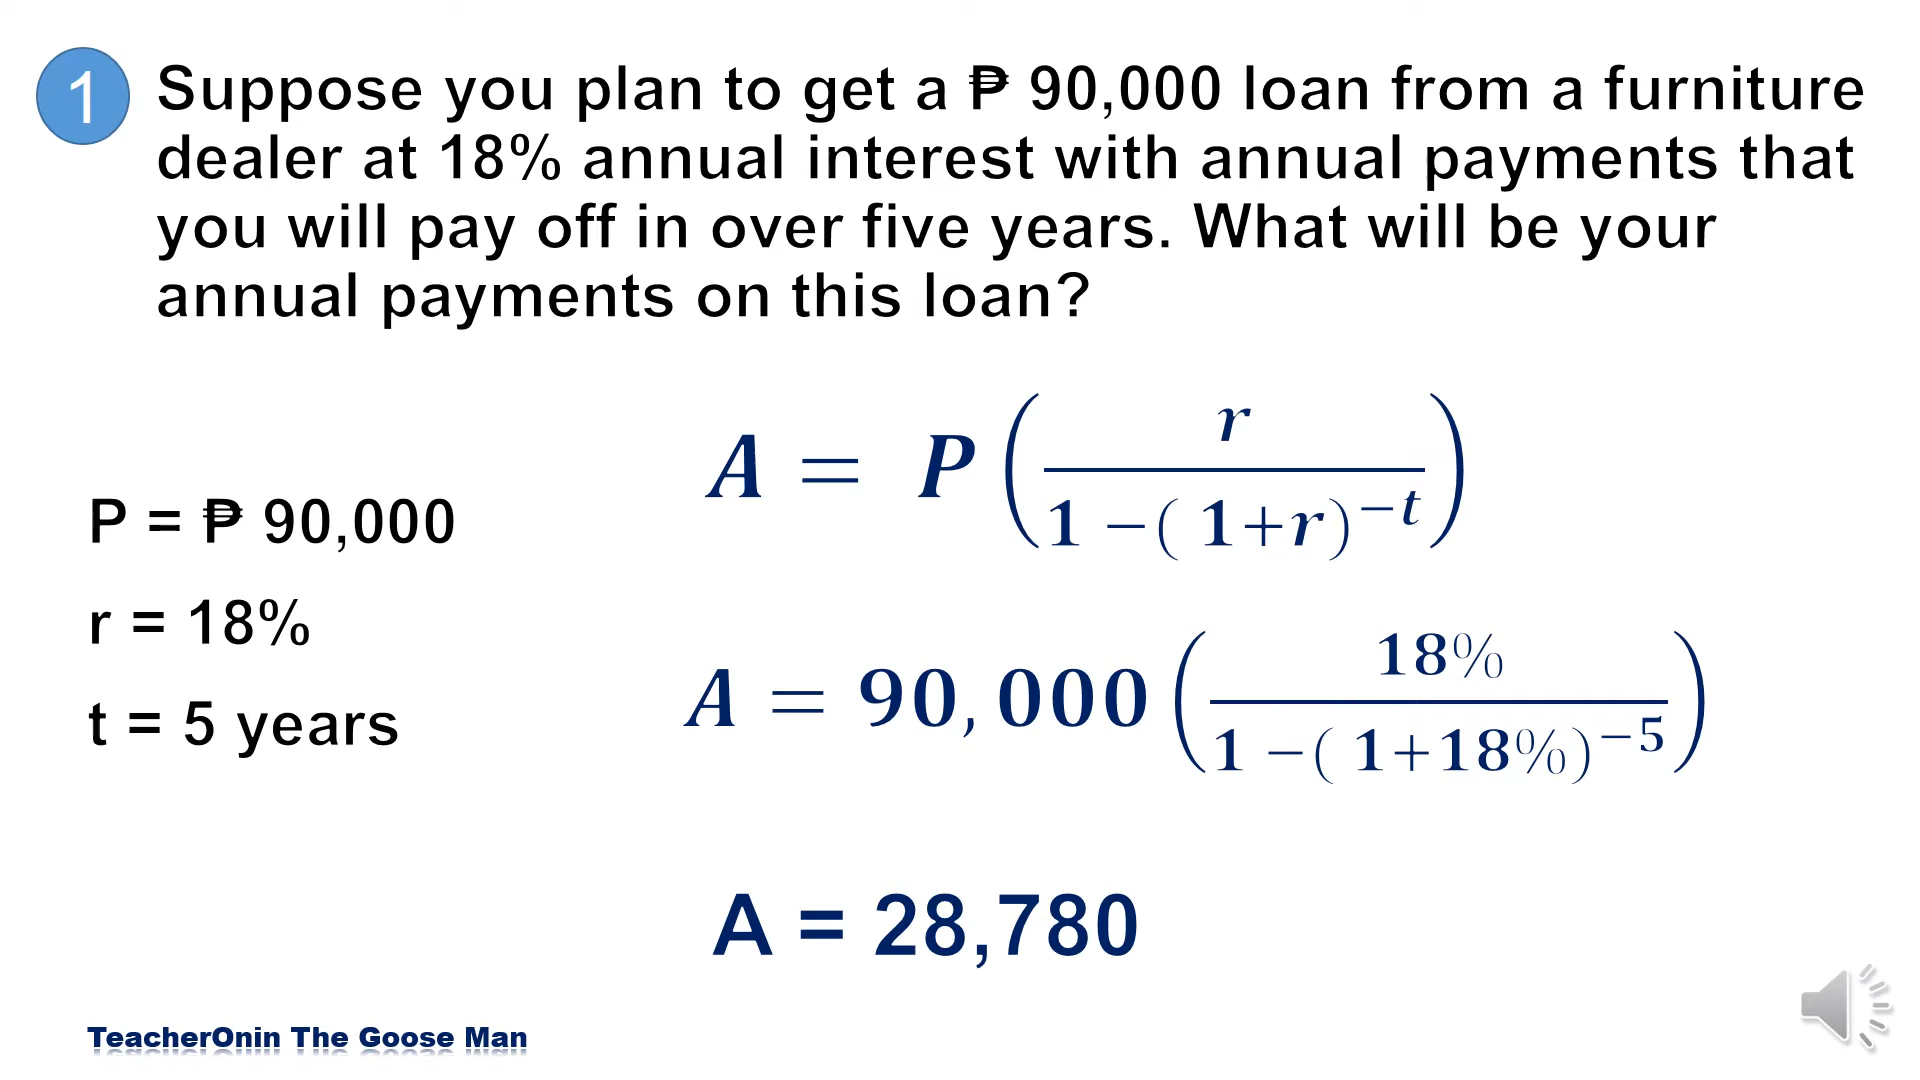 1
Suppose you plan to get a ₱ 90,000 loan from a furniture
dealer at 18% annual interest with annual payments that
you will pay off in over five years. What will be your
annual payments on this loan?
A = P ( r / 1 −( 1+r)^−t )
P = ₱ 90,000
r = 18%
t = 5 years
A = 90,000 ( 18% / 1 −( 1+18%)^−5 )
A = 28,780
TeacherOnin The Goose Man